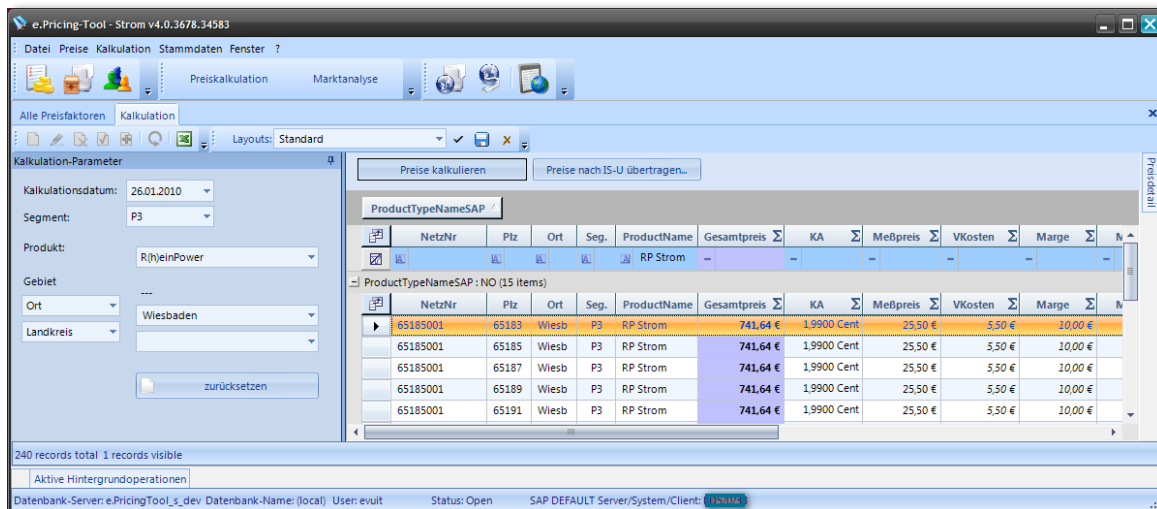 e.Pricing-Tool - Strom v4.0.3678.34583
Datei Preise Kalkulation Stammdaten Fenster ?
Preiskalkulation Marktanalyse
Alle Preisfaktoren Kalkulation
Layouts: Standard
Kalkulation-Parameter
Kalkulationsdatum: 26.01.2010
Segment: P3
Produkt:
R(h)einPower
Gebiet
---
Ort Wiesbaden
Landkreis
zurücksetzen
Preise kalkulieren Preise nach IS-U übertragen...
Preisdetail
ProductTypeNameSAP
NetzNr Plz Ort Seg. ProductName Gesamtpreis Σ KA Σ Meßpreis Σ VKosten Σ Marge Σ
RP Strom
ProductTypeNameSAP : NO (15 items)
NetzNr Plz Ort Seg. ProductName Gesamtpreis Σ KA Σ Meßpreis Σ VKosten Σ Marge Σ
65185001 65183 Wiesb P3 RP Strom 741,64 € 1,9900 Cent 25,50 € 5,50 € 10,00 €
65185001 65185 Wiesb P3 RP Strom 741,64 € 1,9900 Cent 25,50 € 5,50 € 10,00 €
65185001 65187 Wiesb P3 RP Strom 741,64 € 1,9900 Cent 25,50 € 5,50 € 10,00 €
65185001 65189 Wiesb P3 RP Strom 741,64 € 1,9900 Cent 25,50 € 5,50 € 10,00 €
65185001 65191 Wiesb P3 RP Strom 741,64 € 1,9900 Cent 25,50 € 5,50 € 10,00 €
240 records total 1 records visible
Aktive Hintergrundoperationen
Datenbank-Server: e.PricingTool_s_dev Datenbank-Name: (local) User: evuit Status: Open SAP DEFAULT Server/System/Client: